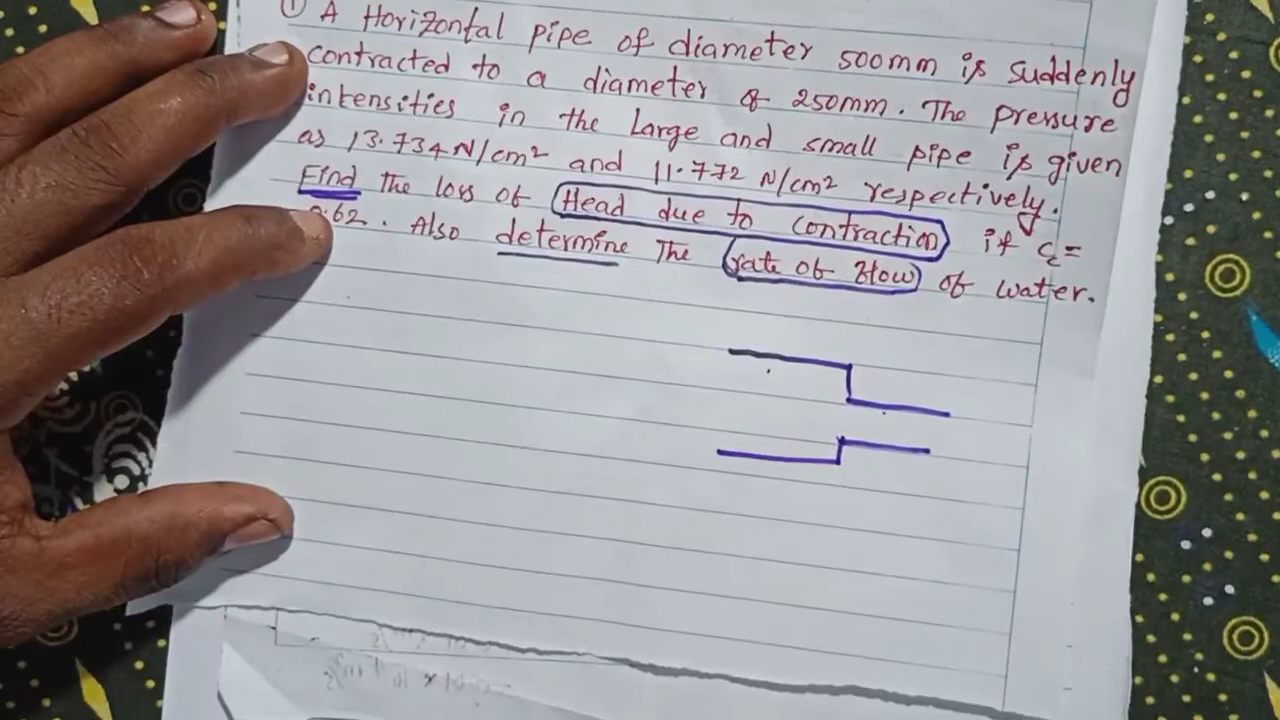 ① A Horizontal pipe of diameter 500mm is suddenly
contracted to a diameter of 250mm. The pressure
intensities in the Large and small pipe is given
as 13.734N/cm² and 11.772 N/cm² respectively.
Find The loss of Head due to contraction if Cc=
0.62. Also determine The rate of flow of water.